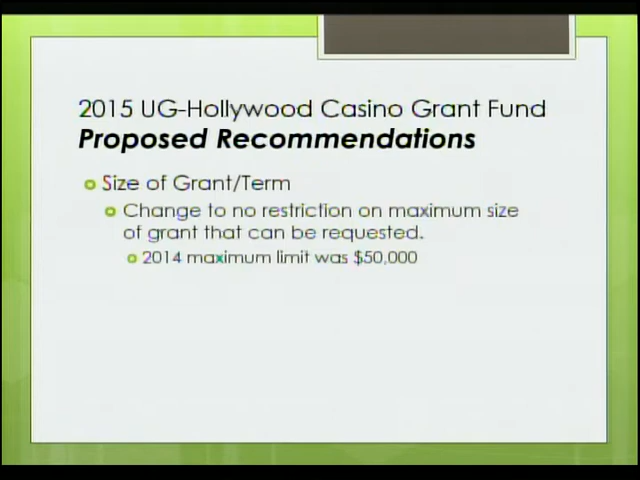 2015 UG-Hollywood Casino Grant Fund
Proposed Recommendations
Size of Grant/Term
Change to no restriction on maximum size
of grant that can be requested.
2014 maximum limit was $50,000